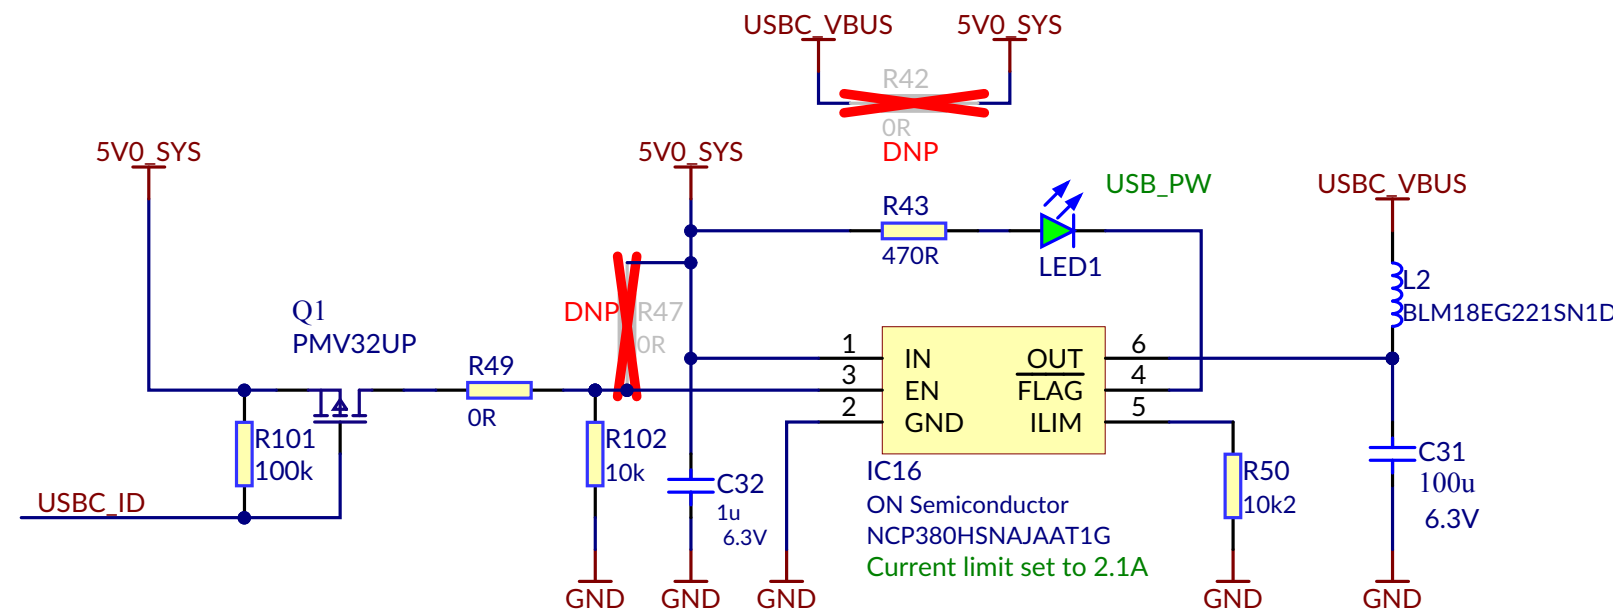 USBC_VBUS
5V0_SYS
R42
0R
DNP
5V0_SYS
5V0_SYS
USB_PW
USBC_VBUS
R43
470R
LED1
L2
BLM18EG221SN1D
Q1
PMV32UP
DNP
R47
0R
R49
0R
1
IN
OUT
6
3
EN
FLAG
4
2
GND
ILIM
5
R101
100k
R102
10k
C32
1u
6.3V
IC16
ON Semiconductor
NCP380HSNAJAAT1G
Current limit set to 2.1A
R50
10k2
C31
100u
6.3V
USBC_ID
GND
GND
GND
GND
GND